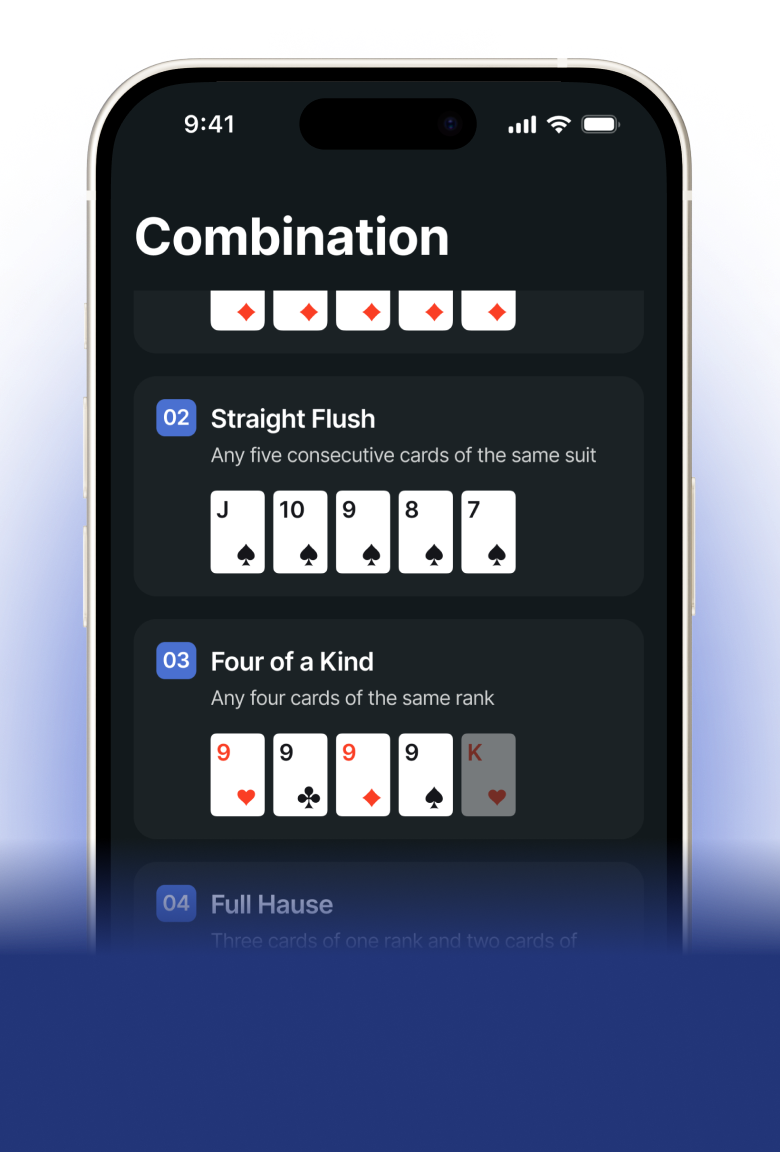 9:41
Combination
02 Straight Flush
Any five consecutive cards of the same suit
J 10 9 8 7
03 Four of a Kind
Any four cards of the same rank
9 9 9 9 K
04 Full Hause
Three cards of one rank and two cards of